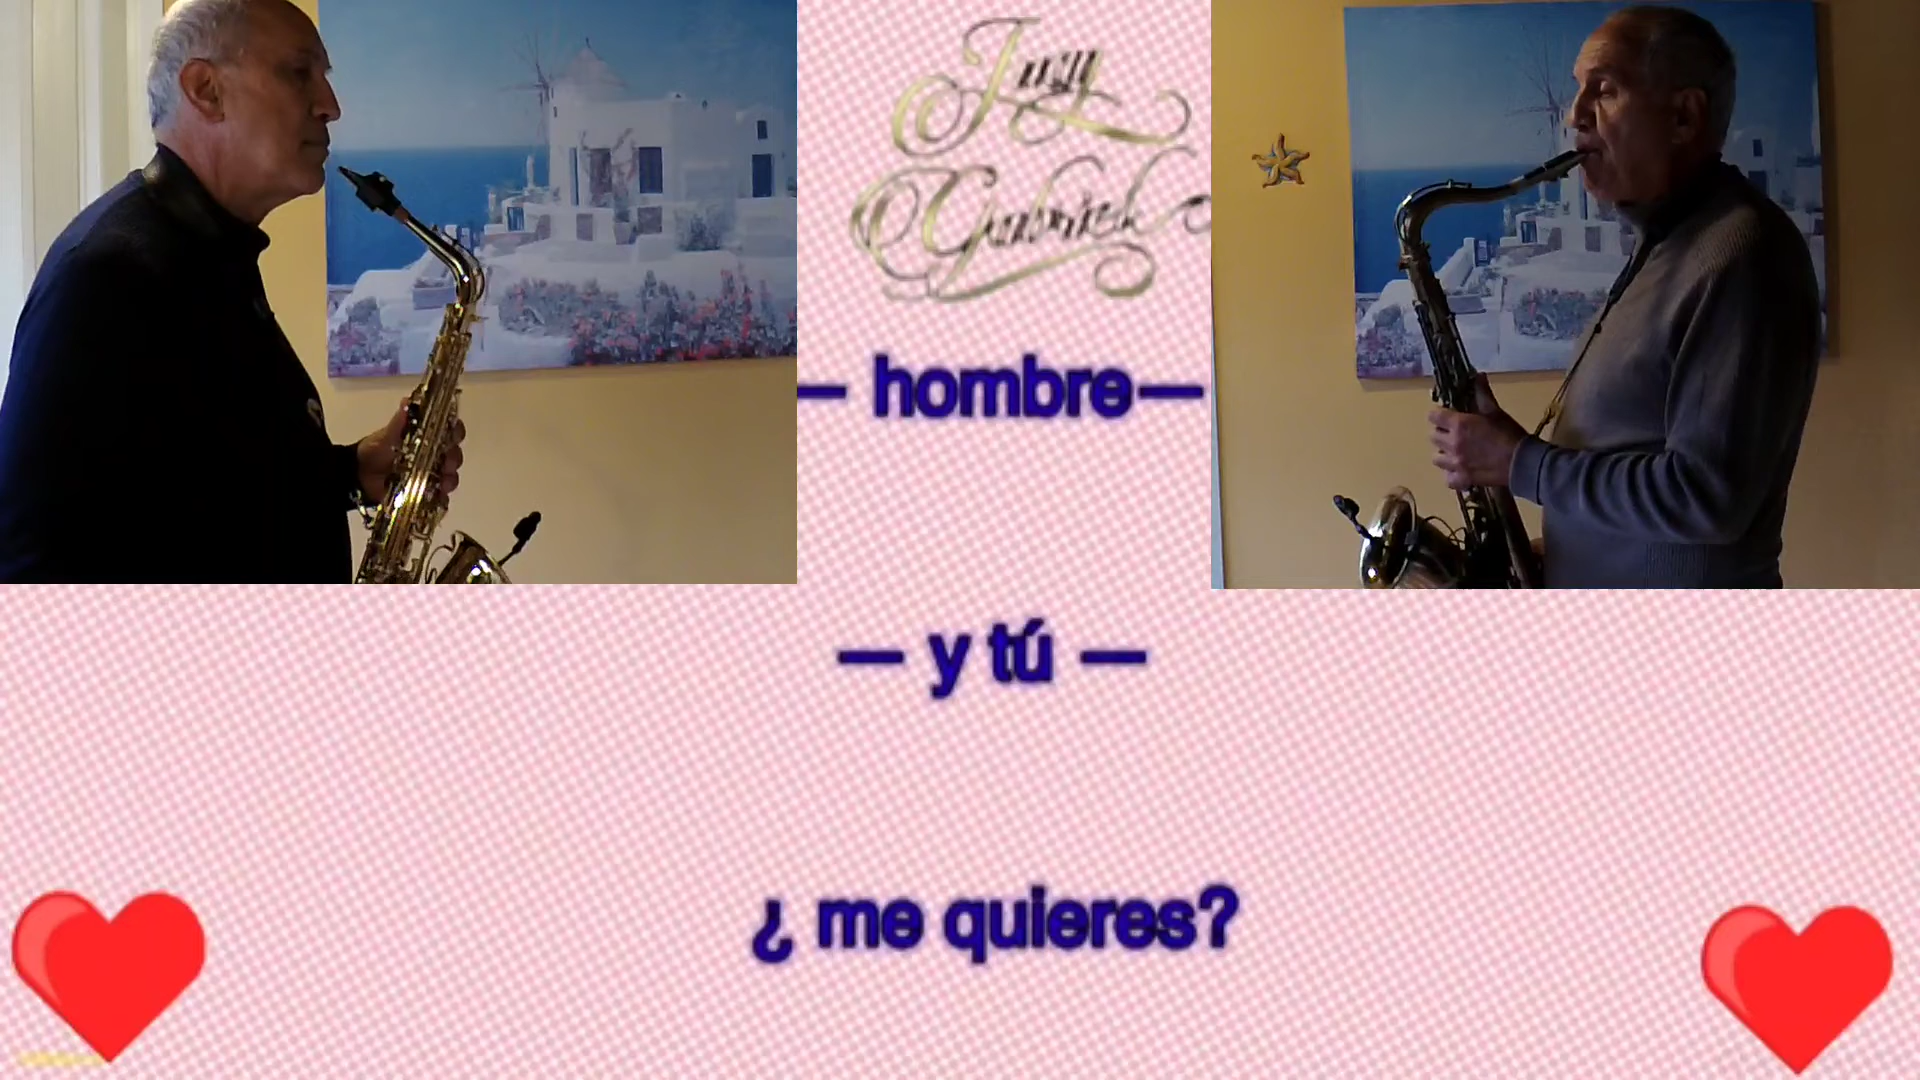 Juan
Gabriel
— hombre —
— y tú —
¿ me quieres?